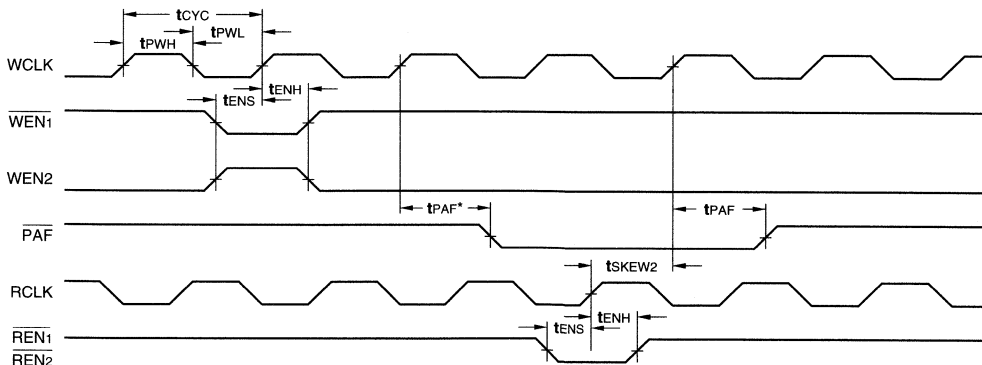 tCYC
tPWH
tPWL
WCLK
tENS
tENH
WEN1
WEN2
tPAF*
tPAF
PAF
tSKEW2
RCLK
tENS
tENH
REN1
REN2